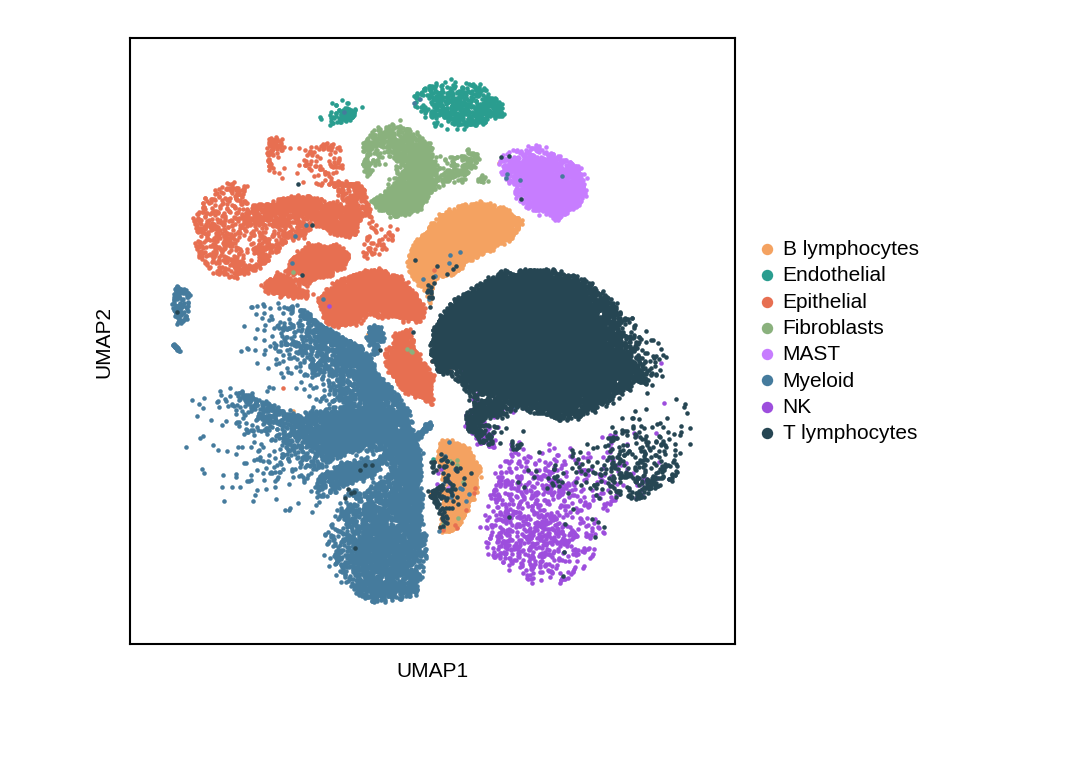 B lymphocytes
Endothelial
Epithelial
Fibroblasts
MAST
Myeloid
NK
T lymphocytes
UMAP2
UMAP1